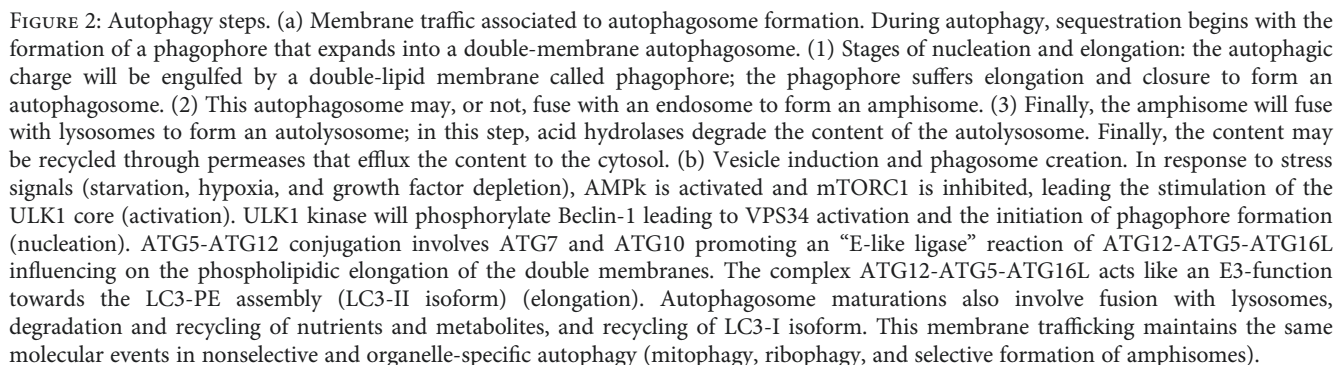 FIGURE 2: Autophagy steps. (a) Membrane traffic associated to autophagosome formation. During autophagy, sequestration begins with the
formation of a phagophore that expands into a double-membrane autophagosome. (1) Stages of nucleation and elongation: the autophagic
charge will be engulfed by a double-lipid membrane called phagophore; the phagophore suffers elongation and closure to form an
autophagosome. (2) This autophagosome may, or not, fuse with an endosome to form an amphisome. (3) Finally, the amphisome will fuse
with lysosomes to form an autolysosome; in this step, acid hydrolases degrade the content of the autolysosome. Finally, the content may
be recycled through permeases that efflux the content to the cytosol. (b) Vesicle induction and phagosome creation. In response to stress
signals (starvation, hypoxia, and growth factor depletion), AMPk is activated and mTORC1 is inhibited, leading the stimulation of the
ULK1 core (activation). ULK1 kinase will phosphorylate Beclin-1 leading to VPS34 activation and the initiation of phagophore formation
(nucleation). ATG5-ATG12 conjugation involves ATG7 and ATG10 promoting an “E-like ligase” reaction of ATG12-ATG5-ATG16L
influencing on the phospholipidic elongation of the double membranes. The complex ATG12-ATG5-ATG16L acts like an E3-function
towards the LC3-PE assembly (LC3-II isoform) (elongation). Autophagosome maturations also involve fusion with lysosomes,
degradation and recycling of nutrients and metabolites, and recycling of LC3-I isoform. This membrane trafficking maintains the same
molecular events in nonselective and organelle-specific autophagy (mitophagy, ribophagy, and selective formation of amphisomes).